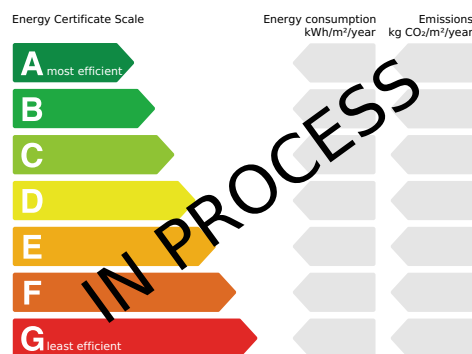 Energy Certificate Scale
Energy consumption
kWh/m²/year
Emissions
kg CO₂/m²/year
A most efficient
B
C
D
E
F
G least efficient
IN PROCESS